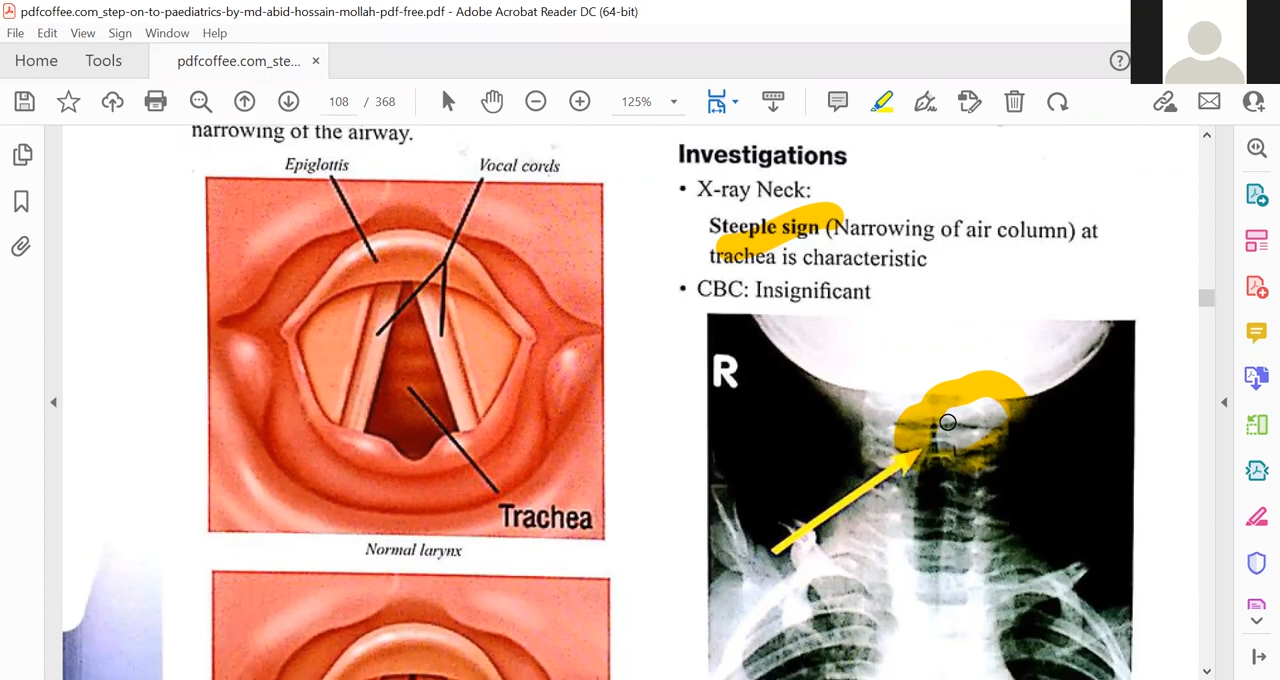 pdfcoffee.com_step-on-to-paediatrics-by-md-abid-hossain-mollah-pdf-free.pdf - Adobe Acrobat Reader DC (64-bit)
File Edit View Sign Window Help
Home Tools pdfcoffee.com_ste... ×
108 / 368 125%
narrowing of the airway.
Epiglottis Vocal cords
Trachea
Normal larynx
Investigations
• X-ray Neck:
Steeple sign (Narrowing of air column) at
trachea is characteristic
• CBC: Insignificant
R